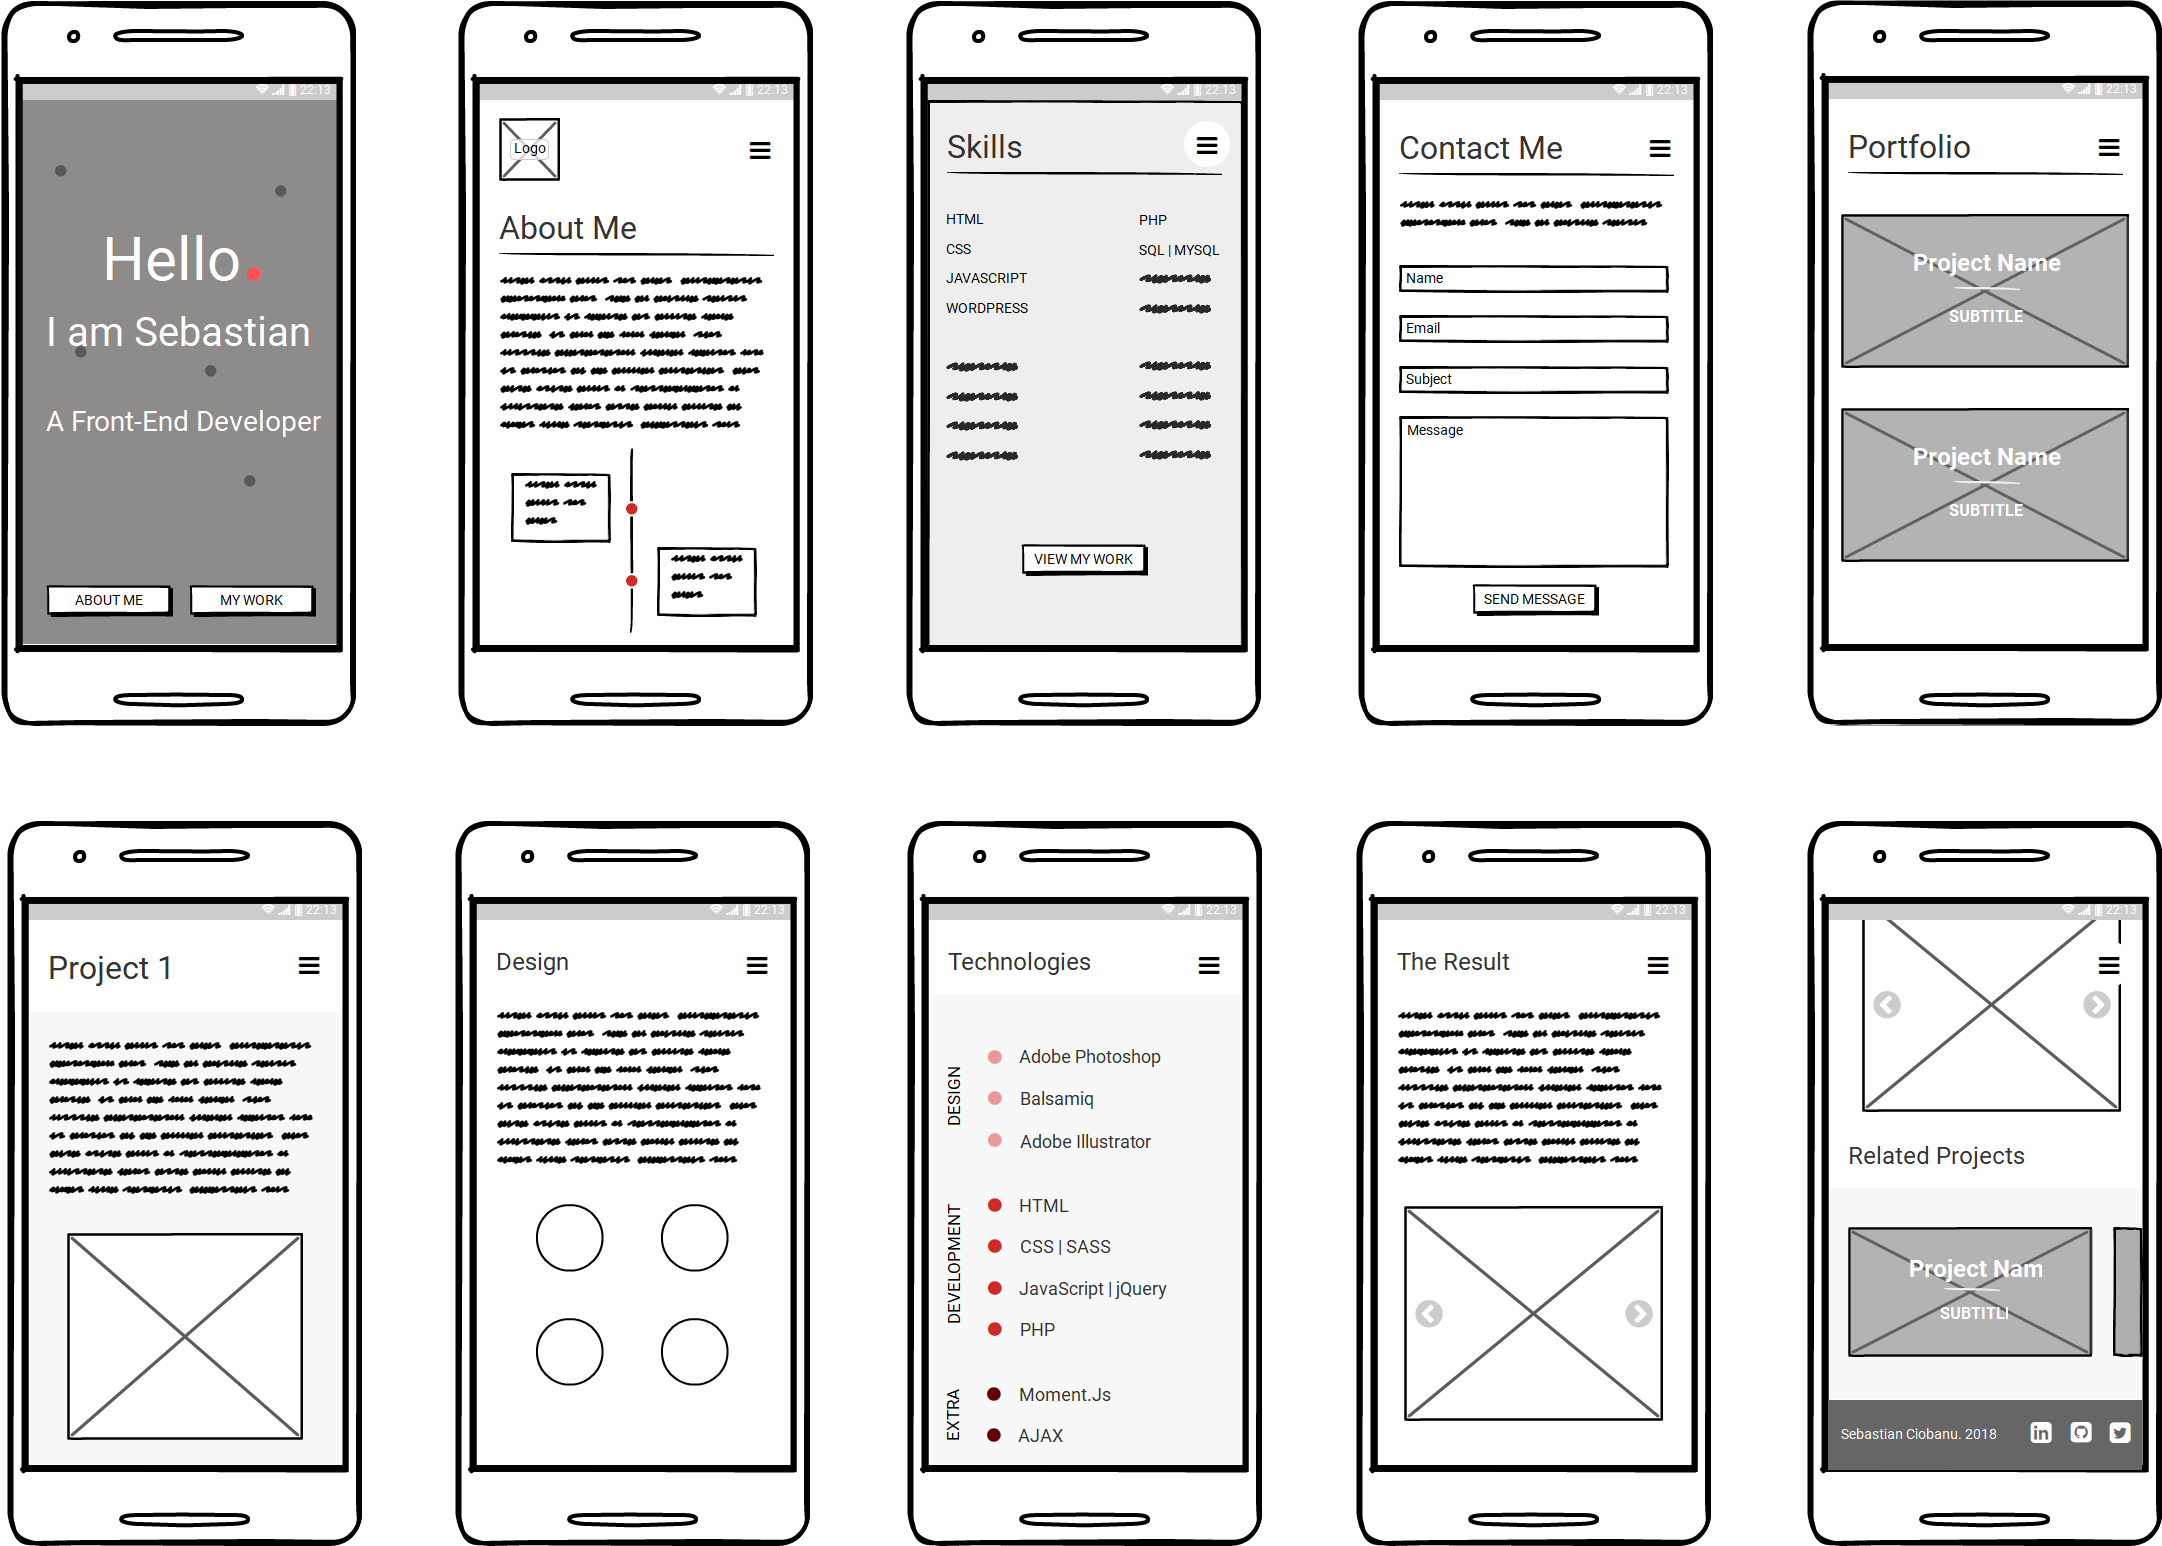 22:13
Hello.
I am Sebastian
A Front-End Developer
ABOUT ME
MY WORK
22:13
Logo
About Me
22:13
Skills
HTML
PHP
CSS
SQL | MYSQL
JAVASCRIPT
WORDPRESS
VIEW MY WORK
22:13
Contact Me
Name
Email
Subject
Message
SEND MESSAGE
22:13
Portfolio
Project Name
SUBTITLE
Project Name
SUBTITLE
22:13
Project 1
22:13
Design
22:13
Technologies
DESIGN
Adobe Photoshop
Balsamiq
Adobe Illustrator
DEVELOPMENT
HTML
CSS | SASS
JavaScript | jQuery
PHP
EXTRA
Moment.Js
AJAX
22:13
The Result
22:13
Related Projects
Project Nam
SUBTITLI
Sebastian Ciobanu. 2018
in